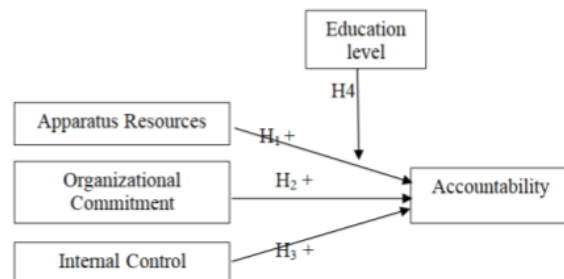 Education
level
H4
Apparatus Resources
H₁ +
Organizational
Commitment
H₂ +
Accountability
Internal Control
H₃ +